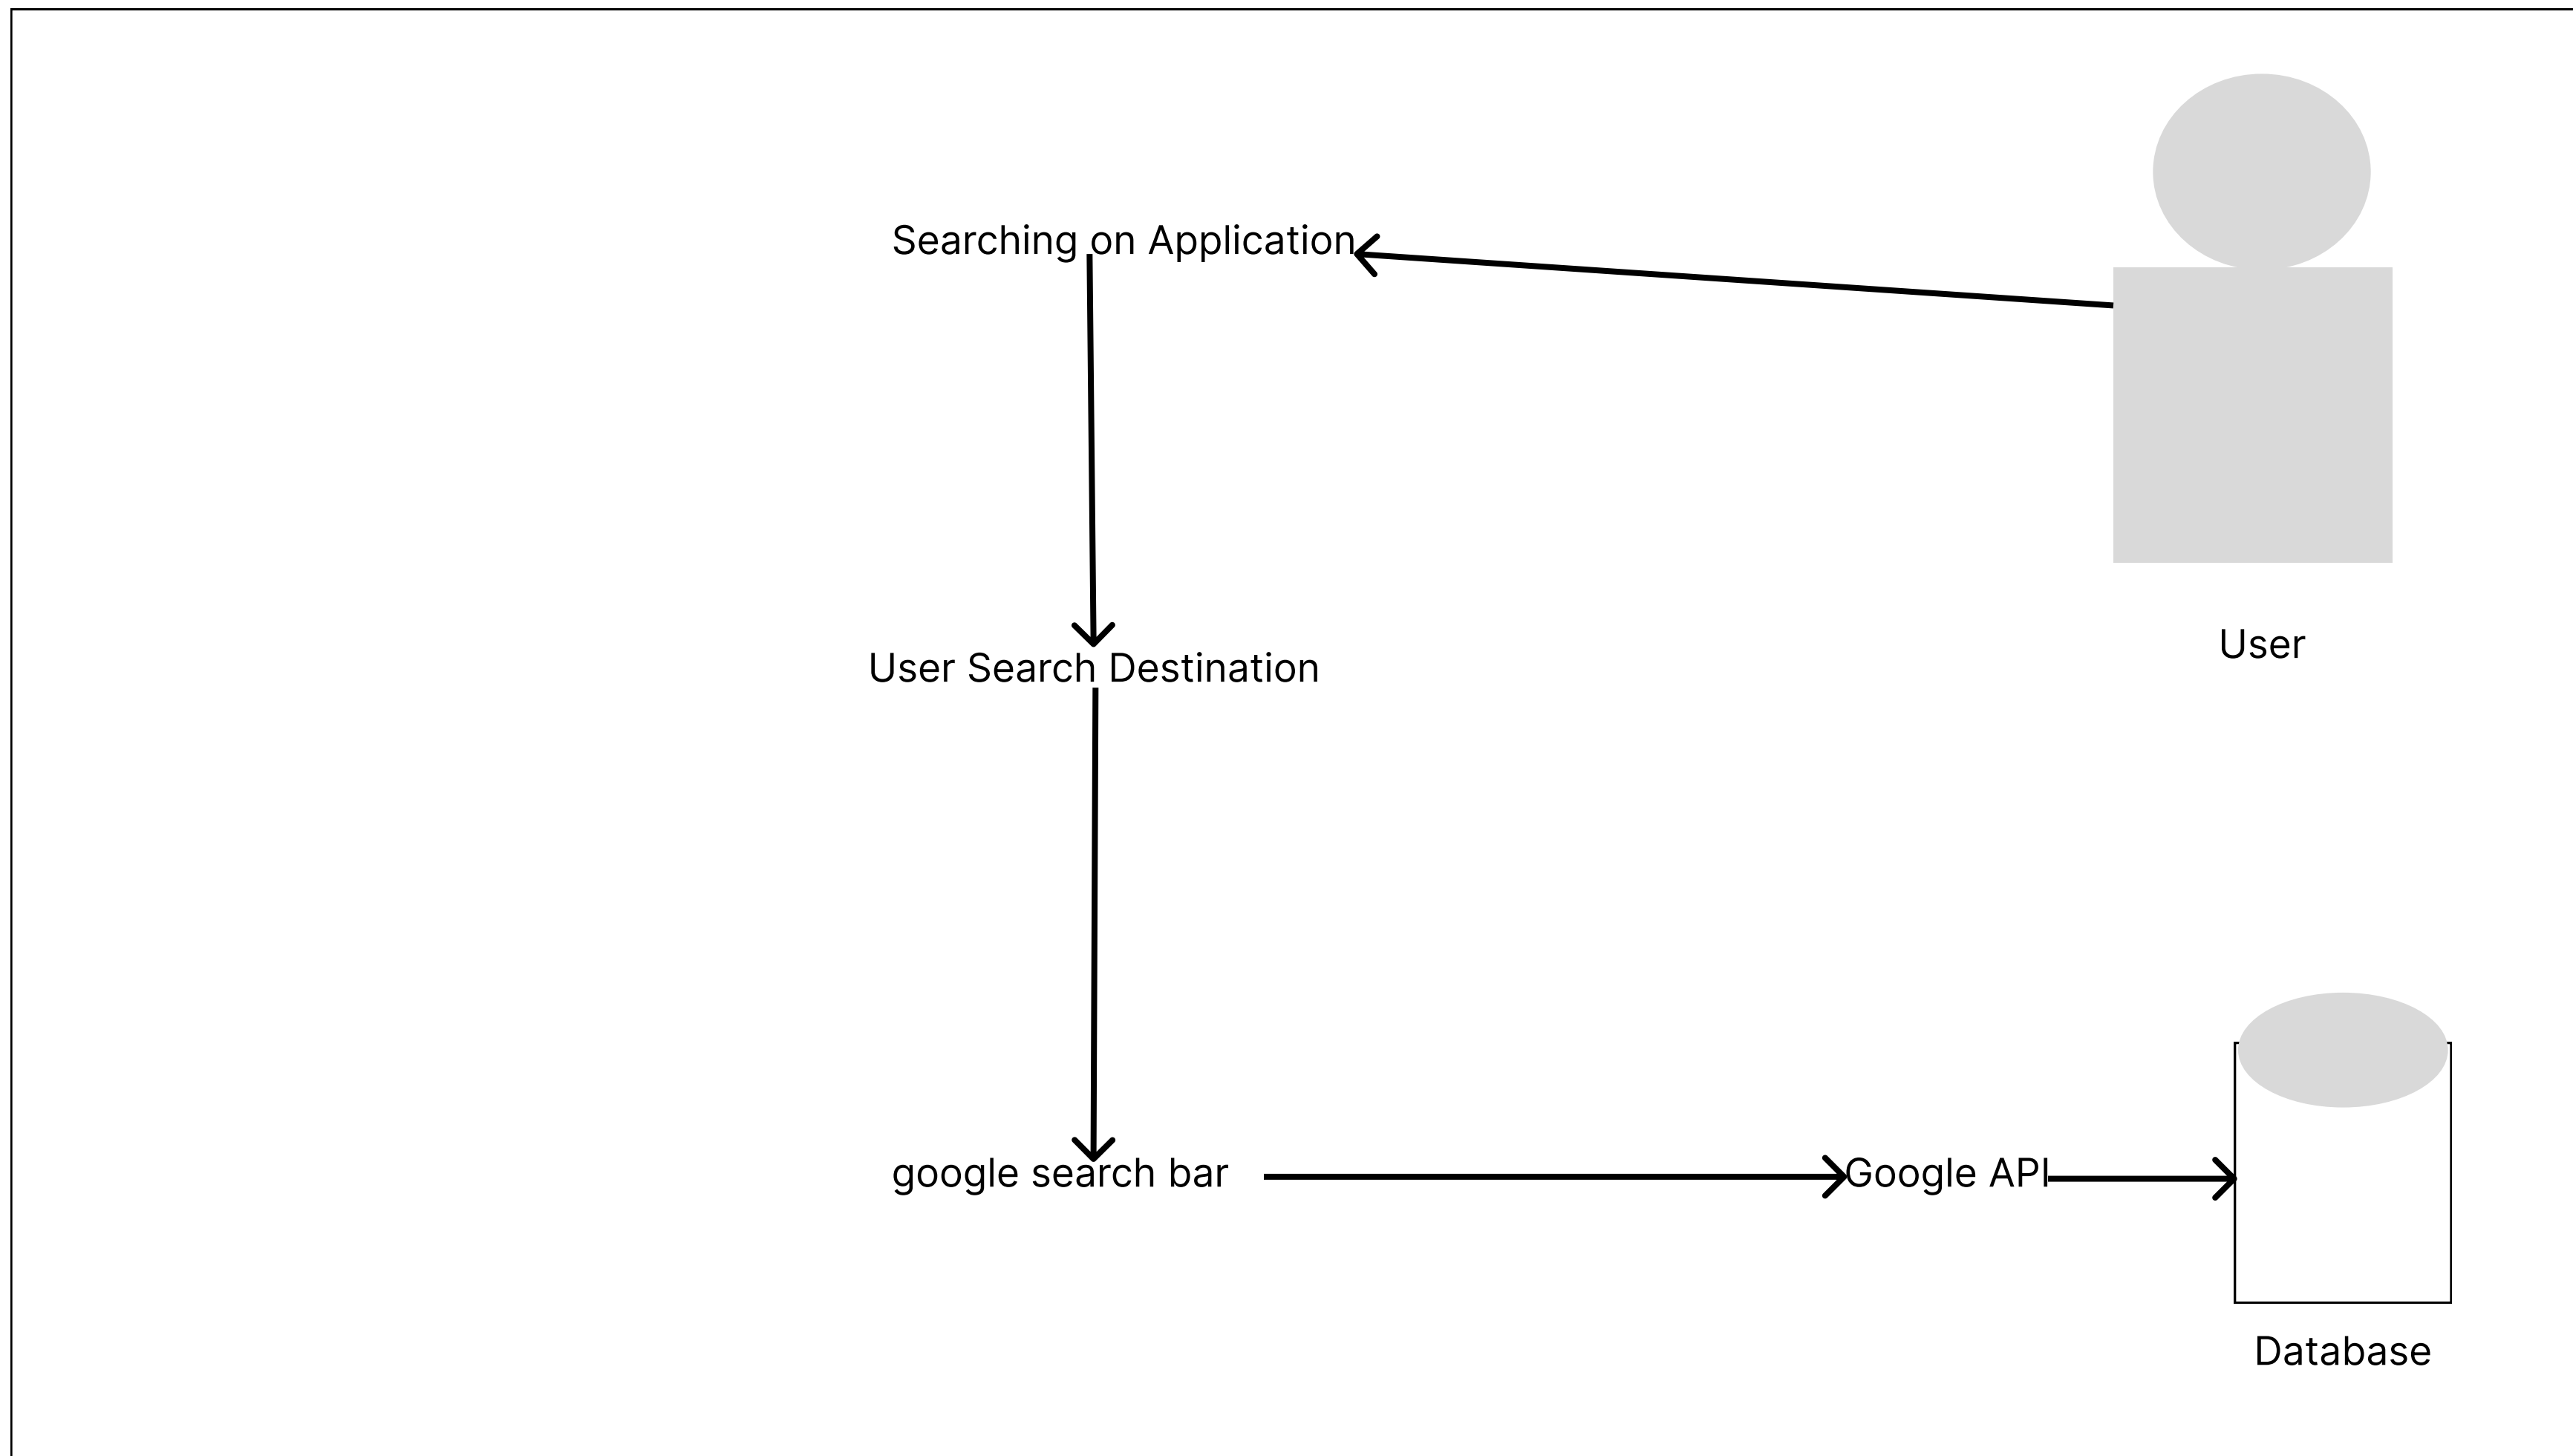 Searching on Application
User
User Search Destination
google search bar
Google API
Database